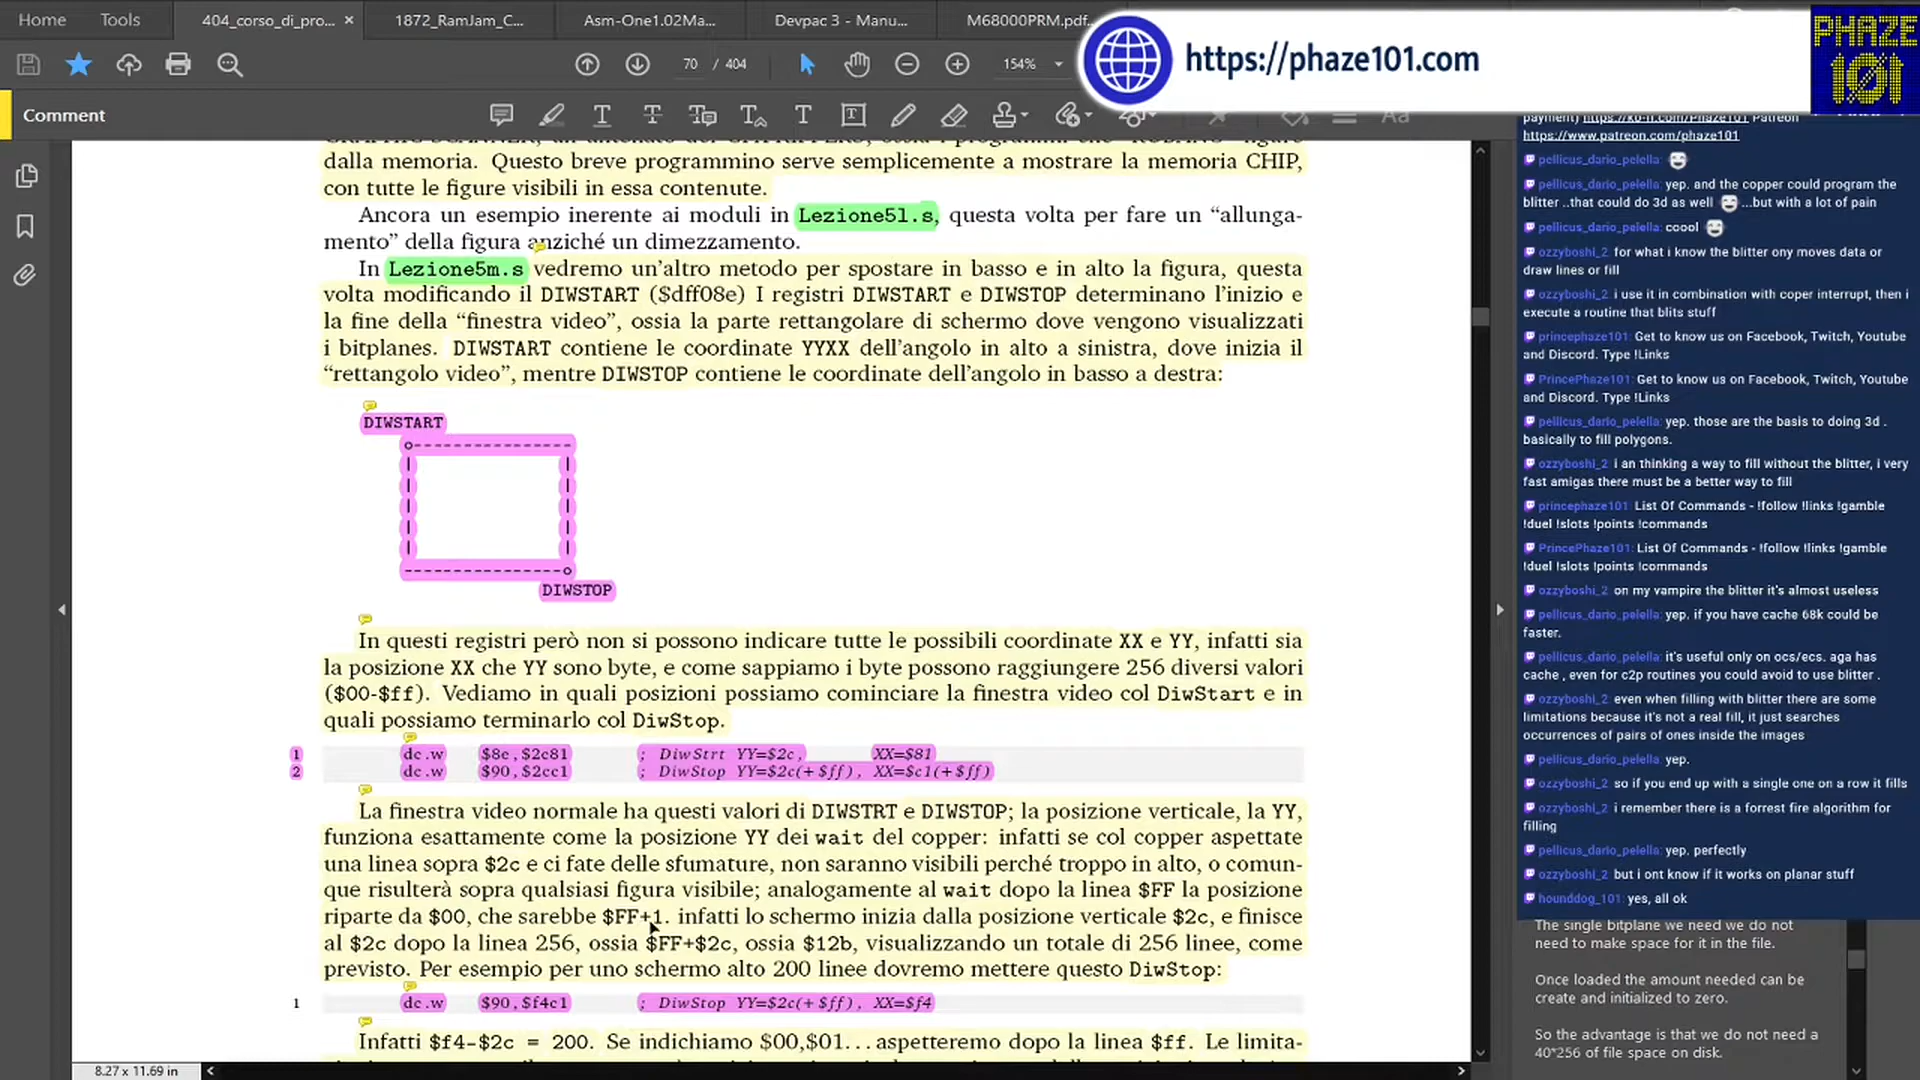 Home
Tools
404_corso_di_pro...
1872_RamJam_C...
Asm-One1.02Ma...
Devpac 3 - Manu...
M68000PRM.pdf
https://phaze101.com
PHAZE
101
70 / 404
154%
Comment
dalla memoria. Questo breve programmino serve semplicemente a mostrare la memoria CHIP,
con tutte le figure visibili in essa contenute.
Ancora un esempio inerente ai moduli in Lezione5l.s, questa volta per fare un “allunga-
mento” della figura anziché un dimezzamento.
In Lezione5m.s vedremo un’altro metodo per spostare in basso e in alto la figura, questa
volta modificando il DIWSTART ($dff08e) I registri DIWSTART e DIWSTOP determinano l’inizio e
la fine della “finestra video”, ossia la parte rettangolare di schermo dove vengono visualizzati
i bitplanes. DIWSTART contiene le coordinate YYXX dell’angolo in alto a sinistra, dove inizia il
“rettangolo video”, mentre DIWSTOP contiene le coordinate dell’angolo in basso a destra:
DIWSTART
DIWSTOP
In questi registri però non si possono indicare tutte le possibili coordinate XX e YY, infatti sia
la posizione XX che YY sono byte, e come sappiamo i byte possono raggiungere 256 diversi valori
($00-$ff). Vediamo in quali posizioni possiamo cominciare la finestra video col DiwStart e in
quali possiamo terminarlo col DiwStop.
1 dc.w $8e,$2c81 ; DiwStrt YY=$2c, XX=$81
2 dc.w $90,$2cc1 ; DiwStop YY=$2c(+$ff), XX=$c1(+$ff)
La finestra video normale ha questi valori di DIWSTRT e DIWSTOP; la posizione verticale, la YY,
funziona esattamente come la posizione YY dei wait del copper: infatti se col copper aspettate
una linea sopra $2c e ci fate delle sfumature, non saranno visibili perché troppo in alto, o comun-
que risulterà sopra qualsiasi figura visibile; analogamente al wait dopo la linea $FF la posizione
riparte da $00, che sarebbe $FF+1. infatti lo schermo inizia dalla posizione verticale $2c, e finisce
al $2c dopo la linea 256, ossia $FF+$2c, ossia $12b, visualizzando un totale di 256 linee, come
previsto. Per esempio per uno schermo alto 200 linee dovremo mettere questo DiwStop:
1 dc.w $90,$f4c1 ; DiwStop YY=$2c(+$ff), XX=$f4
Infatti $f4-$2c = 200. Se indichiamo $00,$01... aspetteremo dopo la linea $ff. Le limita-
8.27 x 11.69 in
payment) https://ko-fi.com/Phaze101 Patreon
https://www.patreon.com/phaze101
pellicus_dario_pelella:
pellicus_dario_pelella: yep. and the copper could program the
blitter ..that could do 3d as well ...but with a lot of pain
pellicus_dario_pelella: ccool
ozzyboshi_2 for what i know the blitter ony moves data or
draw lines or fill
ozzyboshi_2 i use it in combination with coper interrupt, then i
execute a routine that blits stuff
princephaze101: Get to know us on Facebook, Twitch, Youtube
and Discord. Type !Links
PrincePhaze101: Get to know us on Facebook, Twitch, Youtube
and Discord. Type !Links
pellicus_dario_pelella: yep. those are the basis to doing 3d .
basically to fill polygons.
ozzyboshi_2 i an thinking a way to fill without the blitter, i very
fast amigas there must be a better way to fill
princephaze101: List Of Commands - !follow !links !gamble
!duel !slots !points !commands
PrincePhaze101: List Of Commands - !follow !links !gamble
!duel !slots !points !commands
ozzyboshi_2 on my vampire the blitter it's almost useless
pellicus_dario_pelella: yep. if you have cache 68k could be
faster.
pellicus_dario_pelella: it's useful only on ocs/ecs. aga has
cache , even for c2p routines you could avoid to use blitter .
ozzyboshi_2 even when filling with blitter there are some
limitations because it's not a real fill, it just searches
occurrences of pairs of ones inside the images
pellicus_dario_pelella: yep.
ozzyboshi_2 so if you end up with a single one on a row it fills
ozzyboshi_2 i remember there is a forrest fire algorithm for
filling
pellicus_dario_pelella: yep. perfectly
ozzyboshi_2 but i ont know if it works on planar stuff
hounddog_101: yes, all ok
The single bitplane we need we do not
need to make space for it in the file.
Once loaded the amount needed can be
create and initialized to zero.
So the advantage is that we do not need a
40*256 of file space on disk.